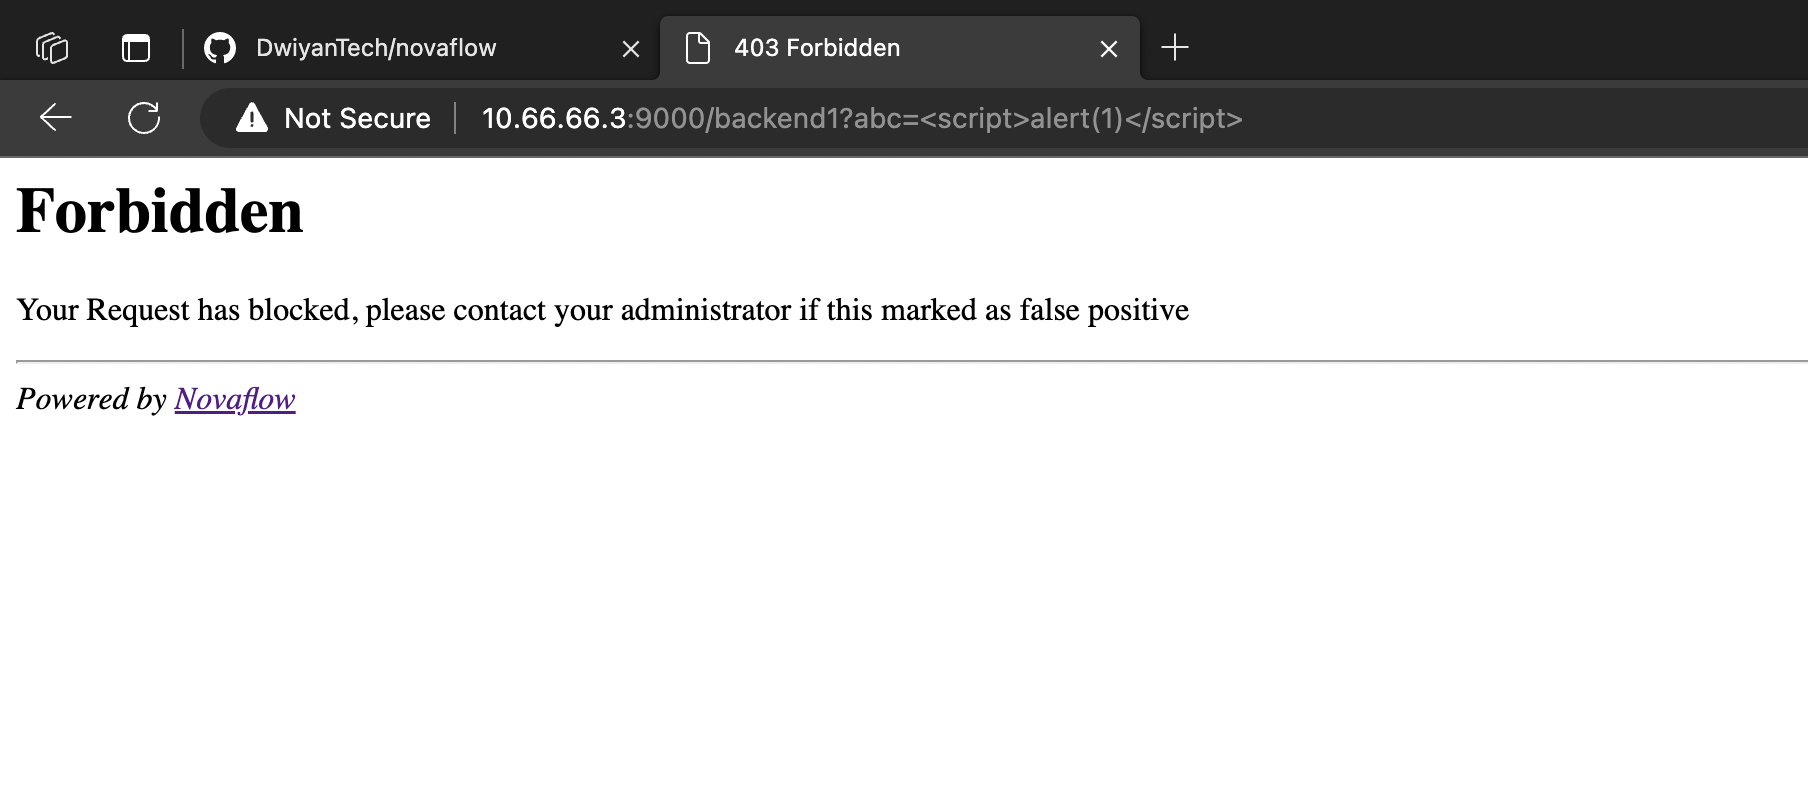 DwiyanTech/novaflow
403 Forbidden
Not Secure
10.66.66.3:9000/backend1?abc=<script>alert(1)</script>
Forbidden
Your Request has blocked, please contact your administrator if this marked as false positive
Powered by Novaflow